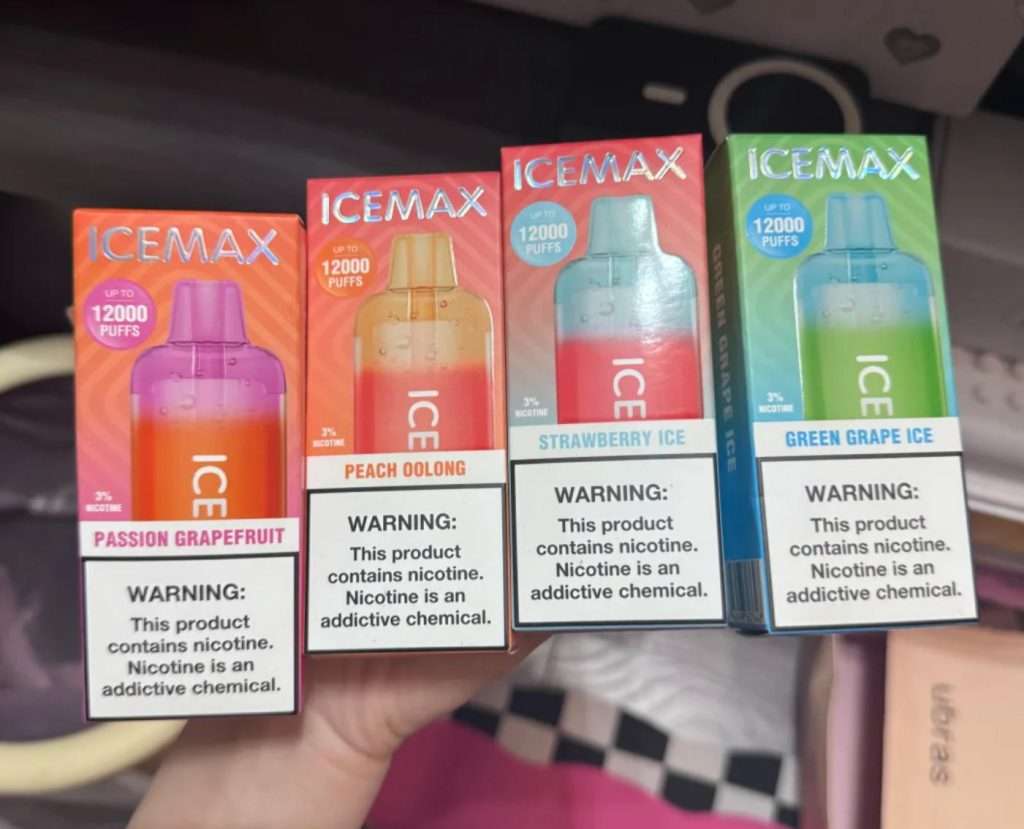 ICEMAX
UP TO
12000
PUFFS
ICE
3%
NICOTINE
PASSION GRAPEFRUIT
WARNING:
This product
contains nicotine.
Nicotine is an
addictive chemical.
ICEMAX
UP TO
12000
PUFFS
ICE
3%
NICOTINE
PEACH OOLONG
WARNING:
This product
contains nicotine.
Nicotine is an
addictive chemical.
ICEMAX
UP TO
12000
PUFFS
ICE
3%
NICOTINE
STRAWBERRY ICE
WARNING:
This product
contains nicotine.
Nicotine is an
addictive chemical.
GREEN GRAPE ICE
ICEMAX
UP TO
12000
PUFFS
ICE
3%
NICOTINE
GREEN GRAPE ICE
WARNING:
This product
contains nicotine.
Nicotine is an
addictive chemical.
ubras